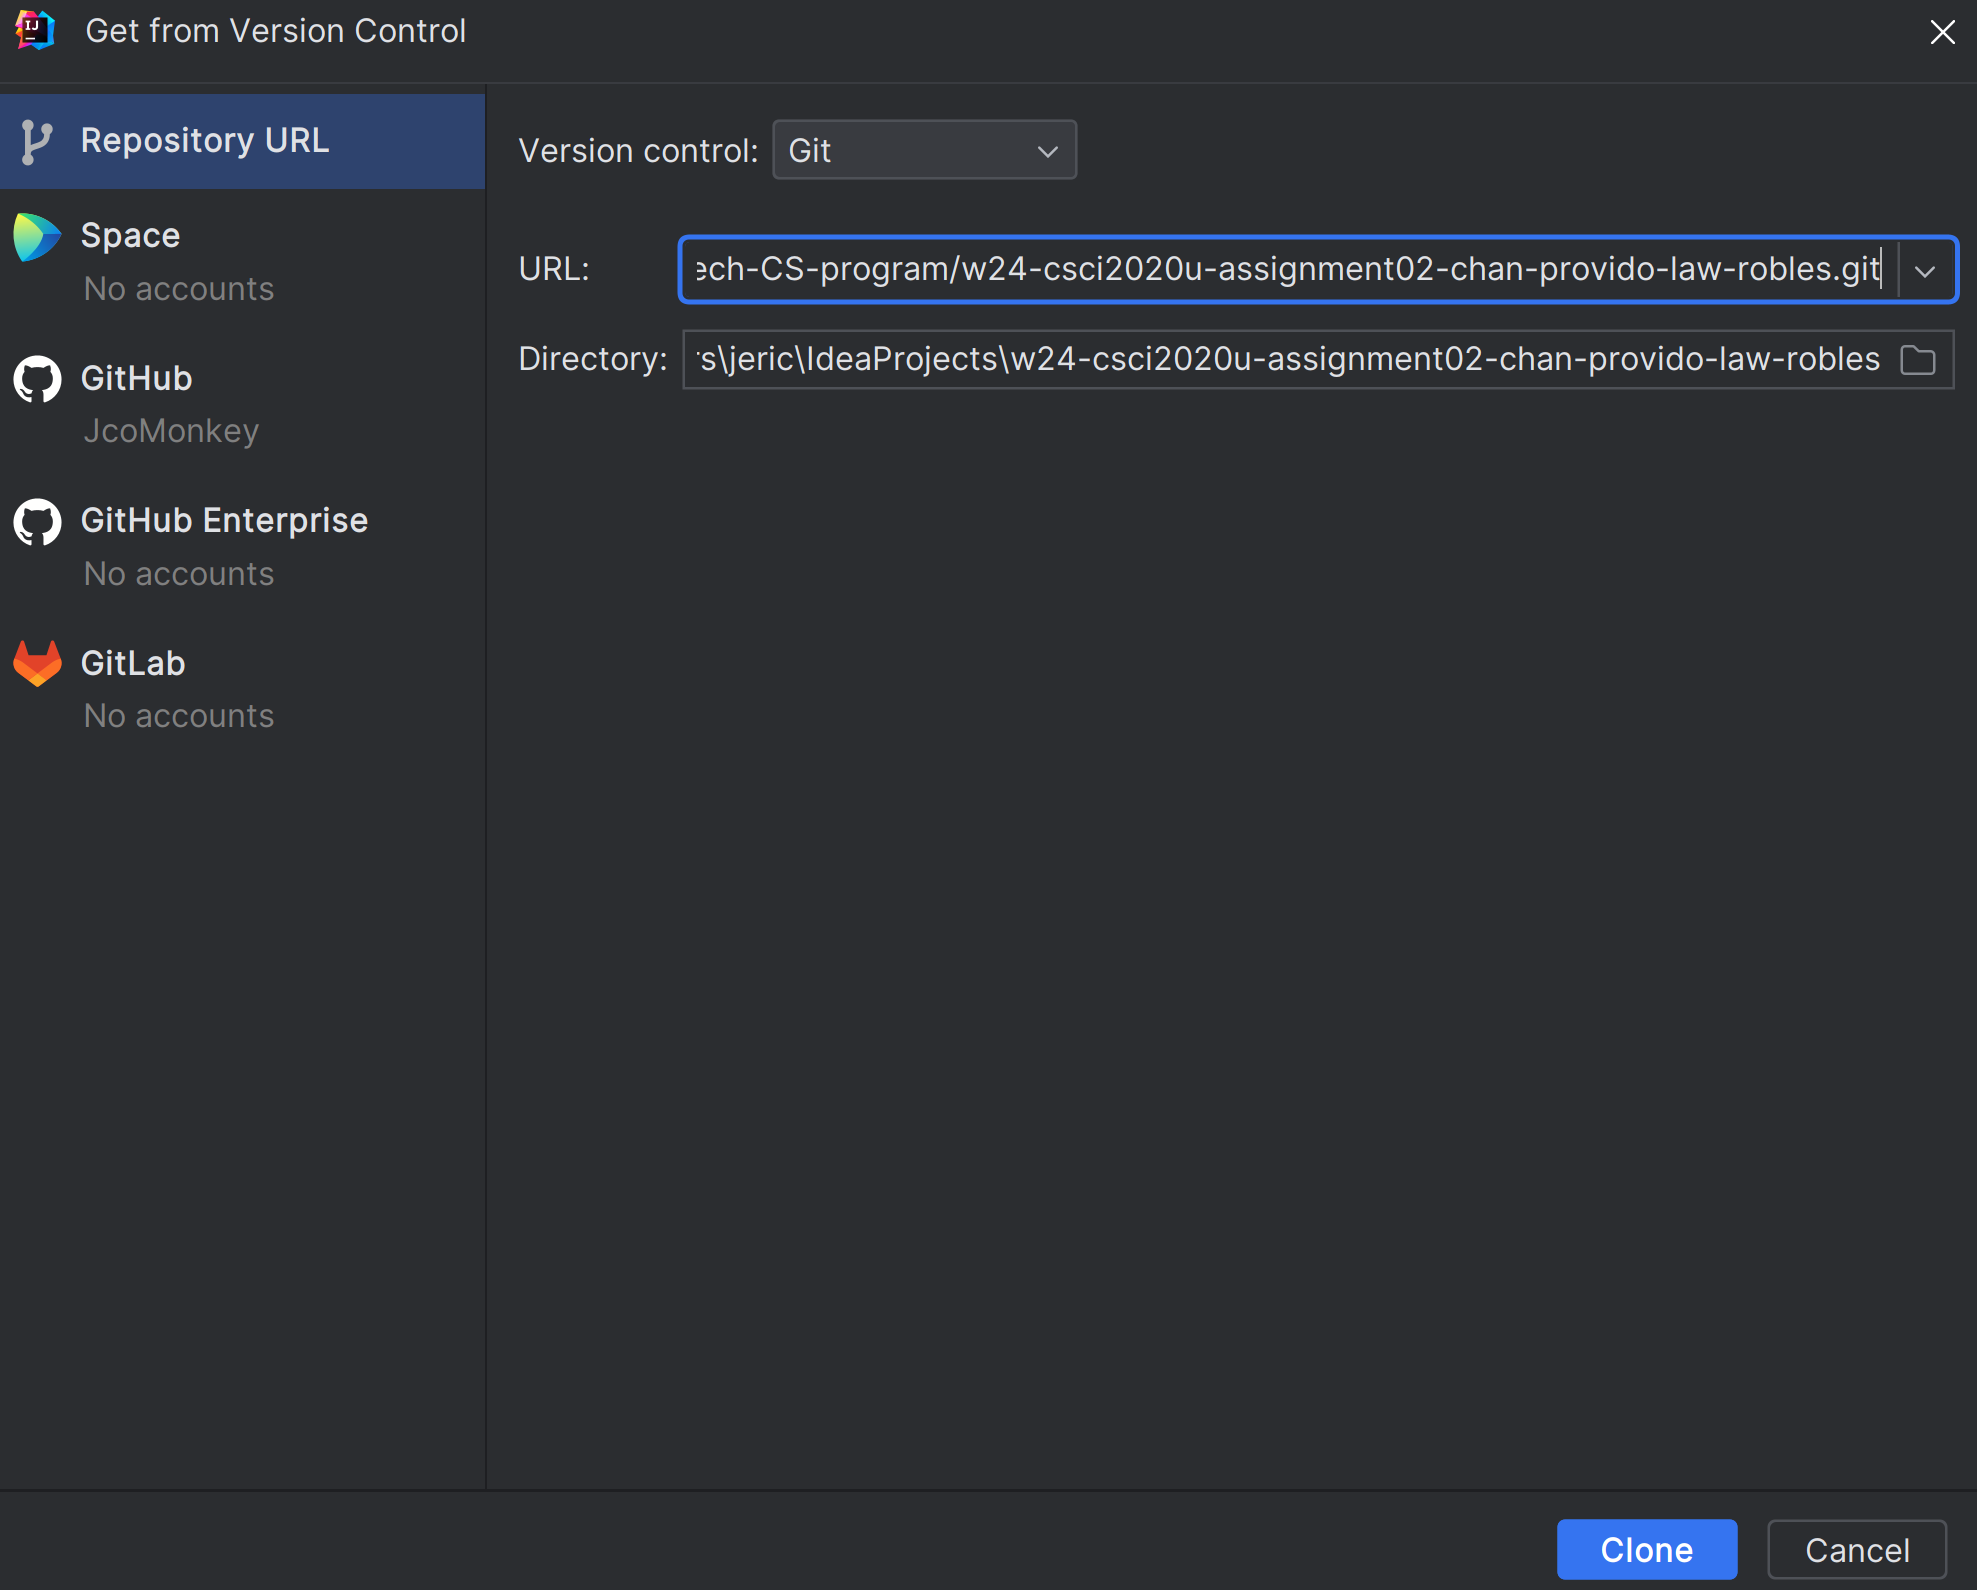 IJ
Get from Version Control
Repository URL
Space
No accounts
GitHub
JcoMonkey
GitHub Enterprise
No accounts
GitLab
No accounts
Version control: Git
URL: ech-CS-program/w24-csci2020u-assignment02-chan-provido-law-robles.git
Directory: s\jeric\IdeaProjects\w24-csci2020u-assignment02-chan-provido-law-robles
Clone Cancel